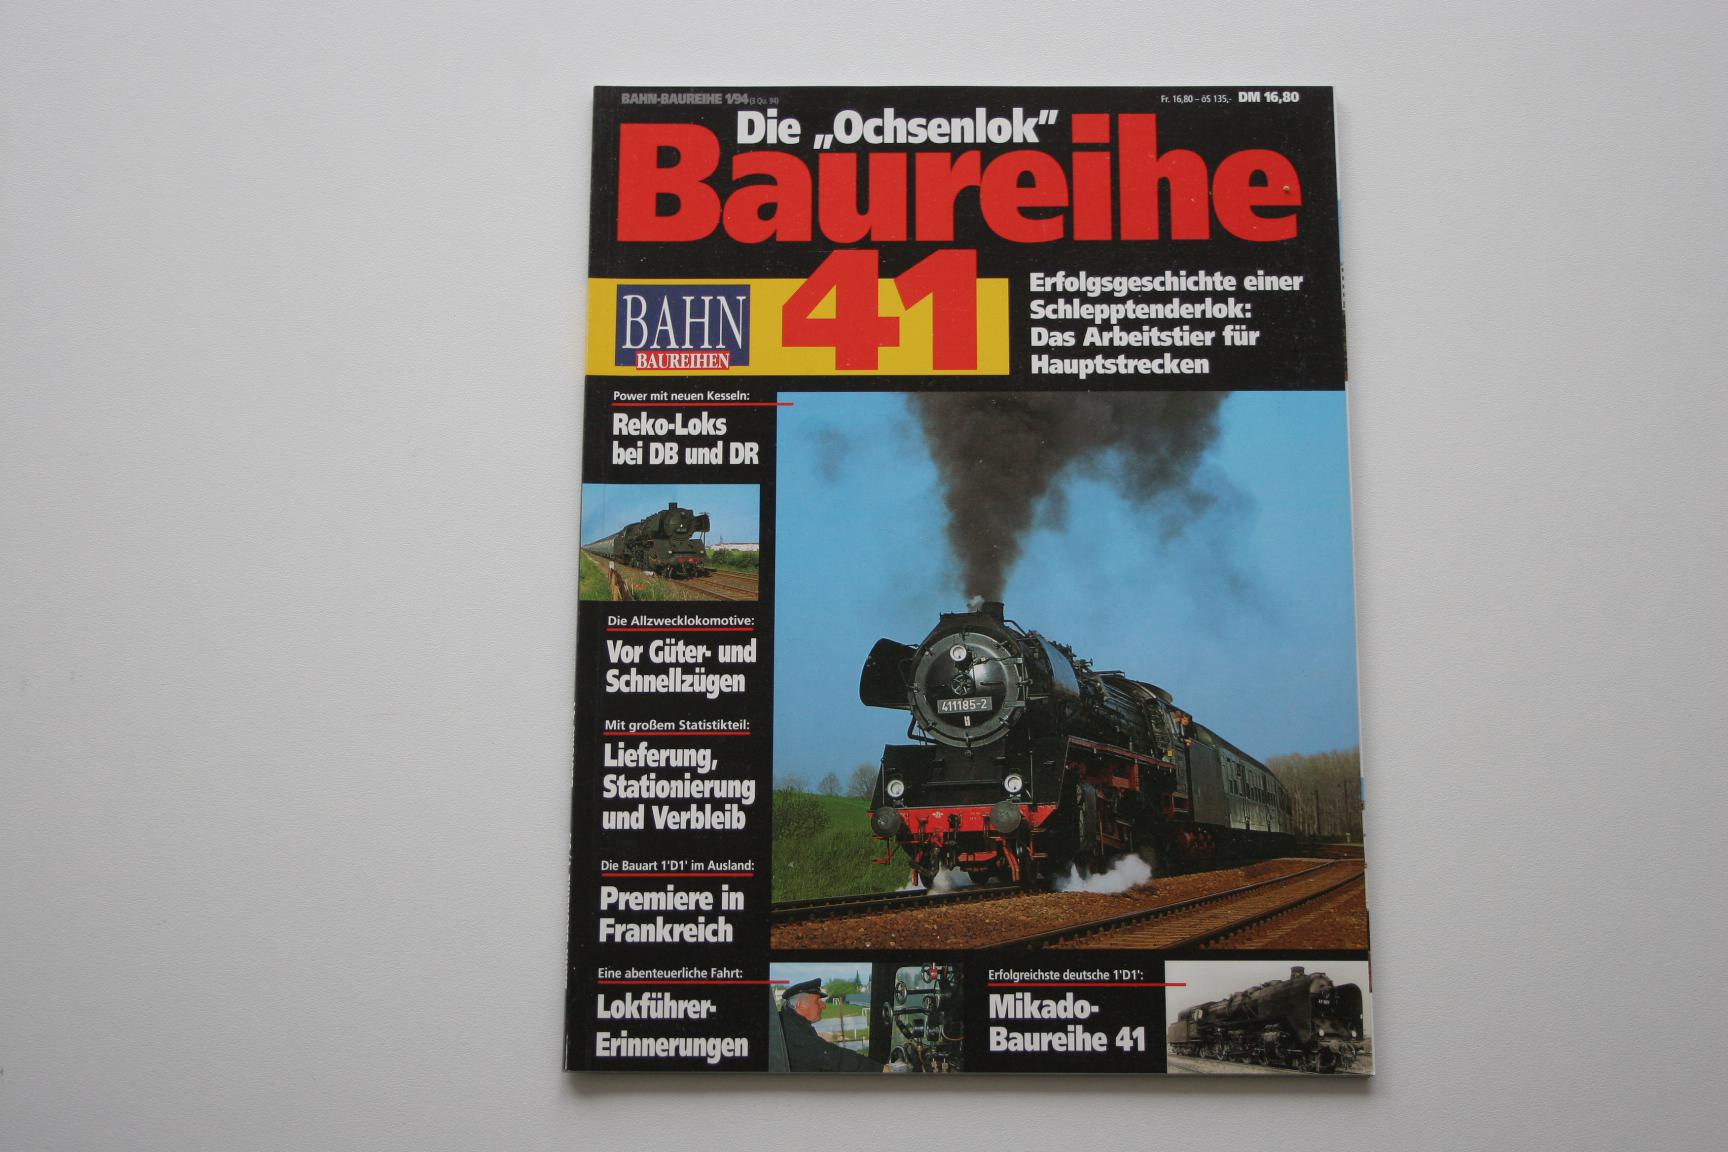 BAHN-BAUREIHE 1/94 (3 Qu. 94)
Fr. 16,80 – öS 135,- DM 16,80
Die „Ochsenlok"
Baureihe
41
BAHN
BAUREIHEN
Erfolgsgeschichte einer
Schlepptenderlok:
Das Arbeitstier für
Hauptstrecken
Power mit neuen Kesseln:
Reko-Loks
bei DB und DR
Die Allzwecklokomotive:
Vor Güter- und
Schnellzügen
Mit großem Statistikteil:
Lieferung,
Stationierung
und Verbleib
Die Bauart 1'D1' im Ausland:
Premiere in
Frankreich
Eine abenteuerliche Fahrt:
Lokführer-
Erinnerungen
411185-2
Erfolgreichste deutsche 1'D1':
Mikado-
Baureihe 41